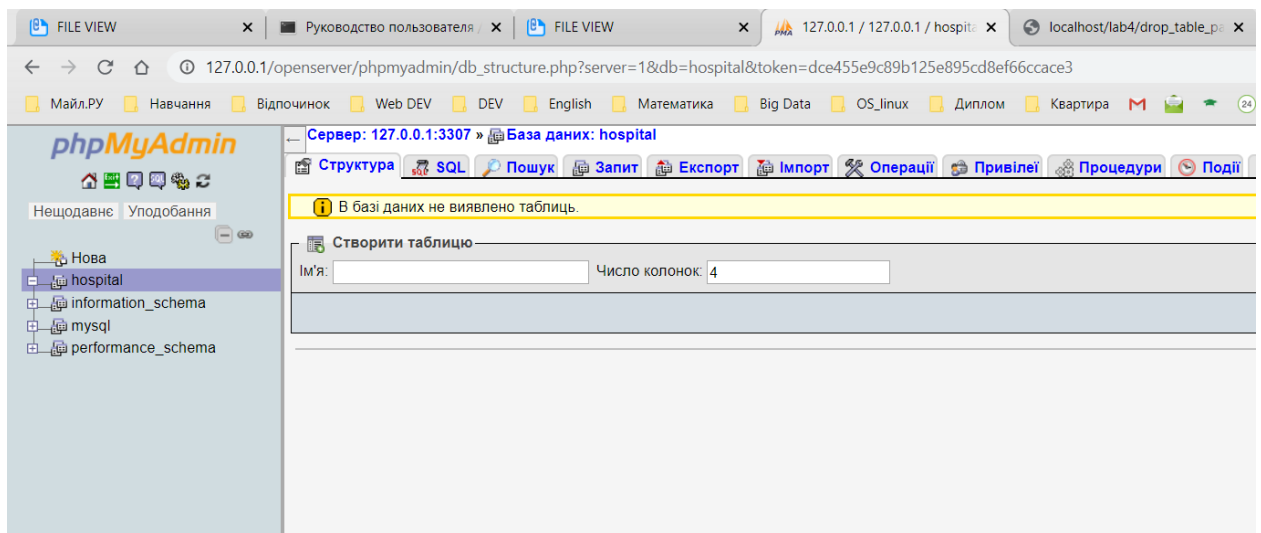 FILE VIEW
Руководство пользователя /
FILE VIEW
127.0.0.1 / 127.0.0.1 / hospita
localhost/lab4/drop_table_pa
127.0.0.1/openserver/phpmyadmin/db_structure.php?server=1&db=hospital&token=dce455e9c89b125e895cd8ef66ccace3
Майл.РУ Навчання Відпочинок Web DEV DEV English Математика Big Data OS_linux Диплом Квартира 24
phpMyAdmin
Нещодавнє Уподобання
Нова
hospital
information_schema
mysql
performance_schema
Сервер: 127.0.0.1:3307 » База даних: hospital
Структура SQL Пошук Запит Експорт Імпорт Операції Привілеї Процедури Події
В базі даних не виявлено таблиць.
Створити таблицю
Ім'я: Число колонок: 4